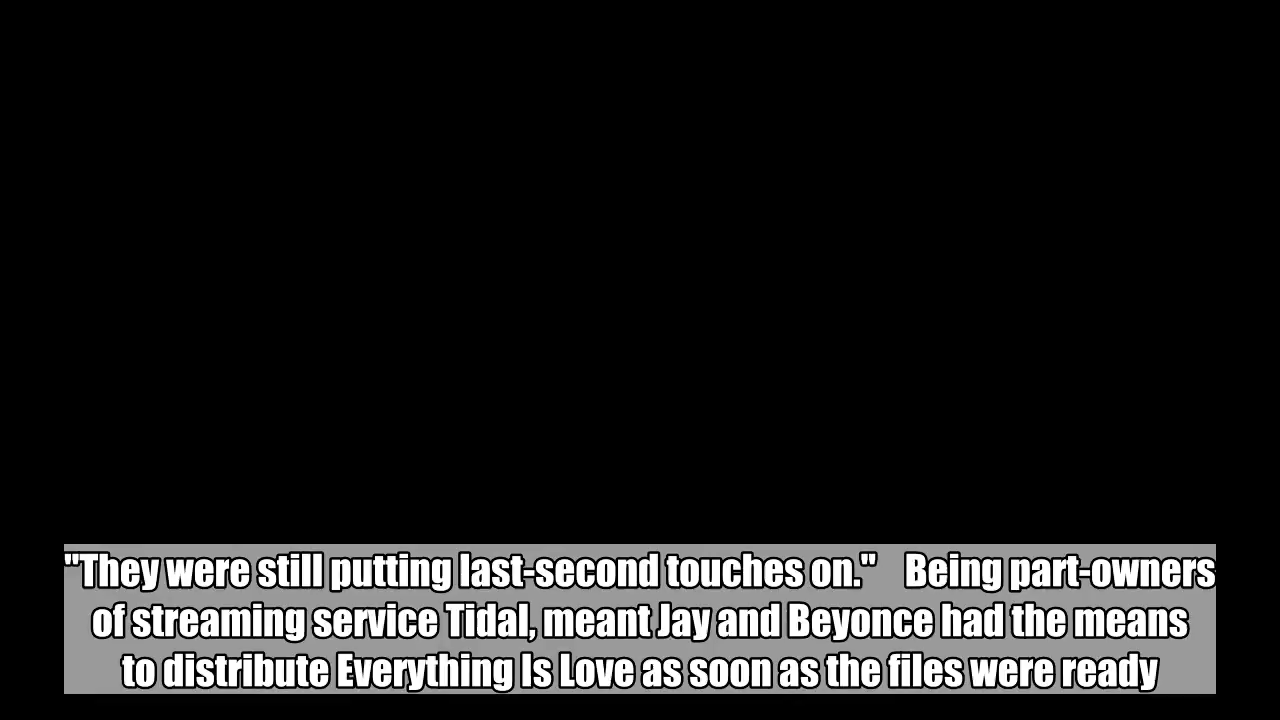 "They were still putting last-second touches on."    Being part-owners
of streaming service Tidal, meant Jay and Beyonce had the means
to distribute Everything Is Love as soon as the files were ready